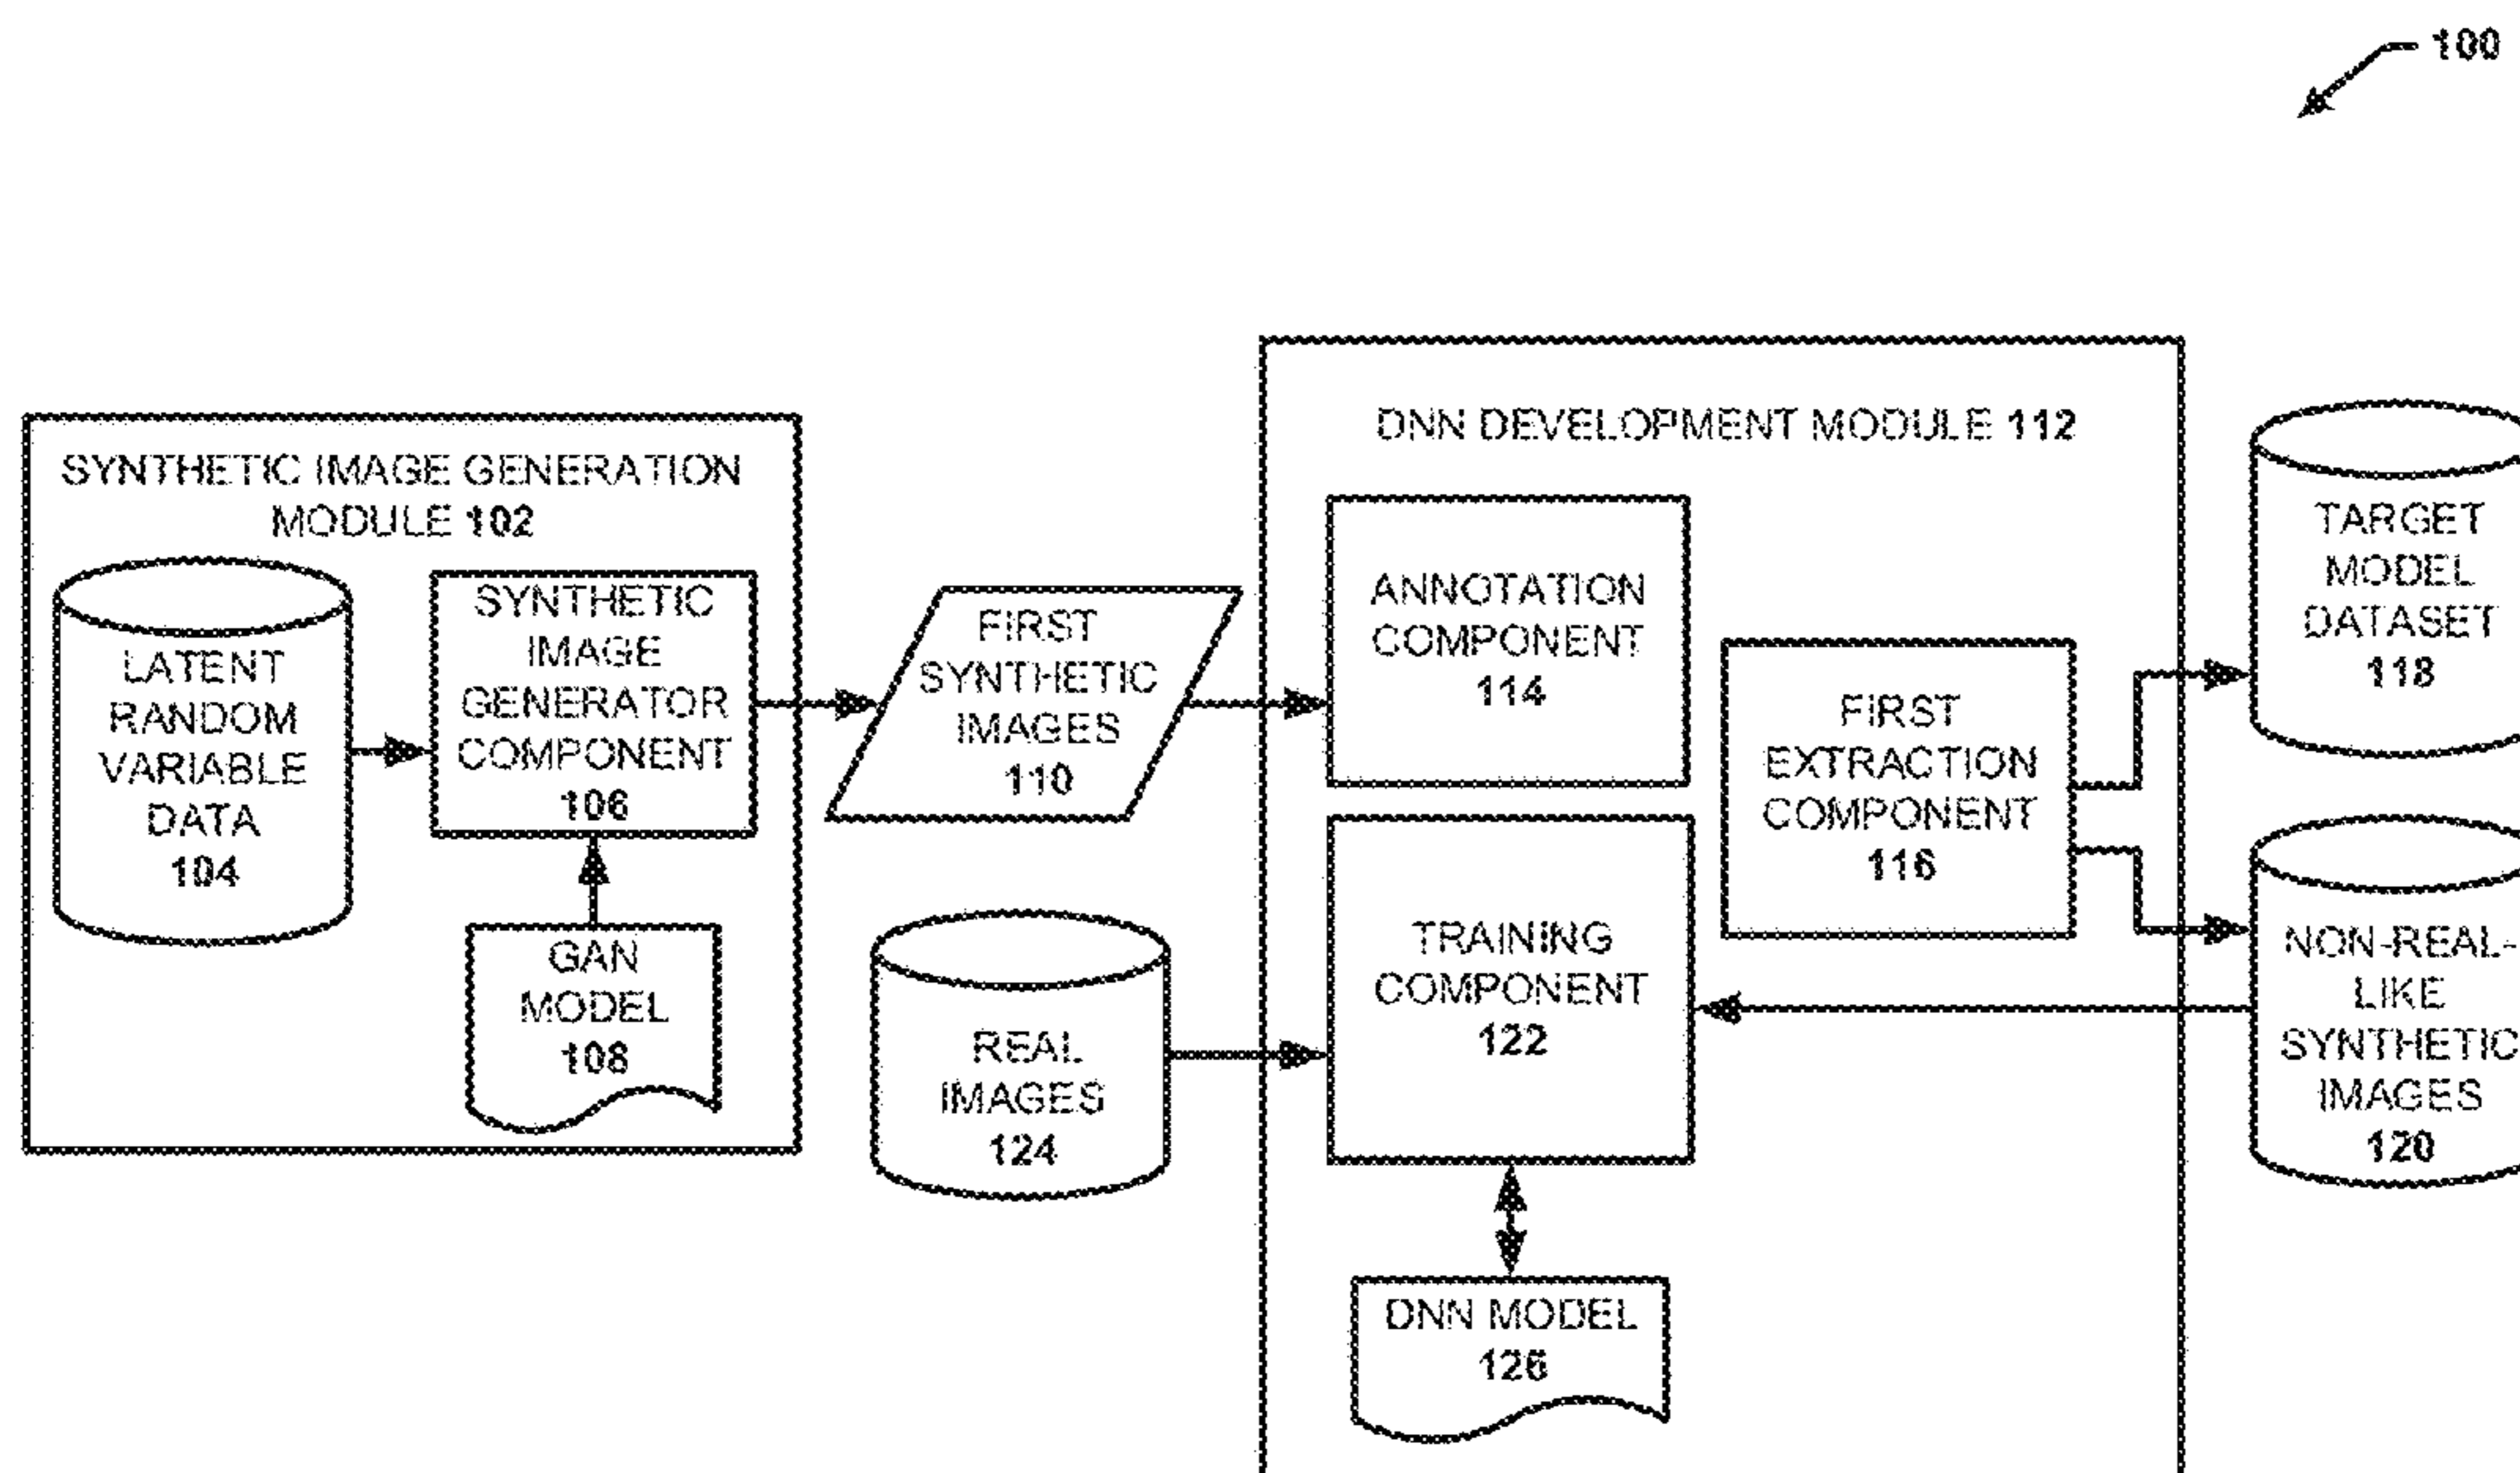 100
SYNTHETIC IMAGE GENERATION
MODULE 102
LATENT
RANDOM
VARIABLE
DATA
104
SYNTHETIC
IMAGE
GENERATOR
COMPONENT
106
GAN
MODEL
108
FIRST
SYNTHETIC
IMAGES
110
REAL
IMAGES
124
DNN DEVELOPMENT MODULE 112
ANNOTATION
COMPONENT
114
FIRST
EXTRACTION
COMPONENT
116
TRAINING
COMPONENT
122
DNN MODEL
126
TARGET
MODEL
DATASET
118
NON-REAL-
LIKE
SYNTHETIC
IMAGES
120